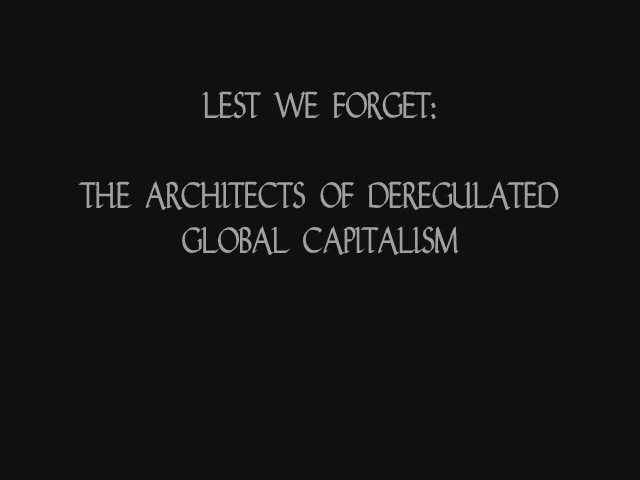 LEST WE FORGET:
THE ARCHITECTS OF DEREGULATED
GLOBAL CAPITALISM